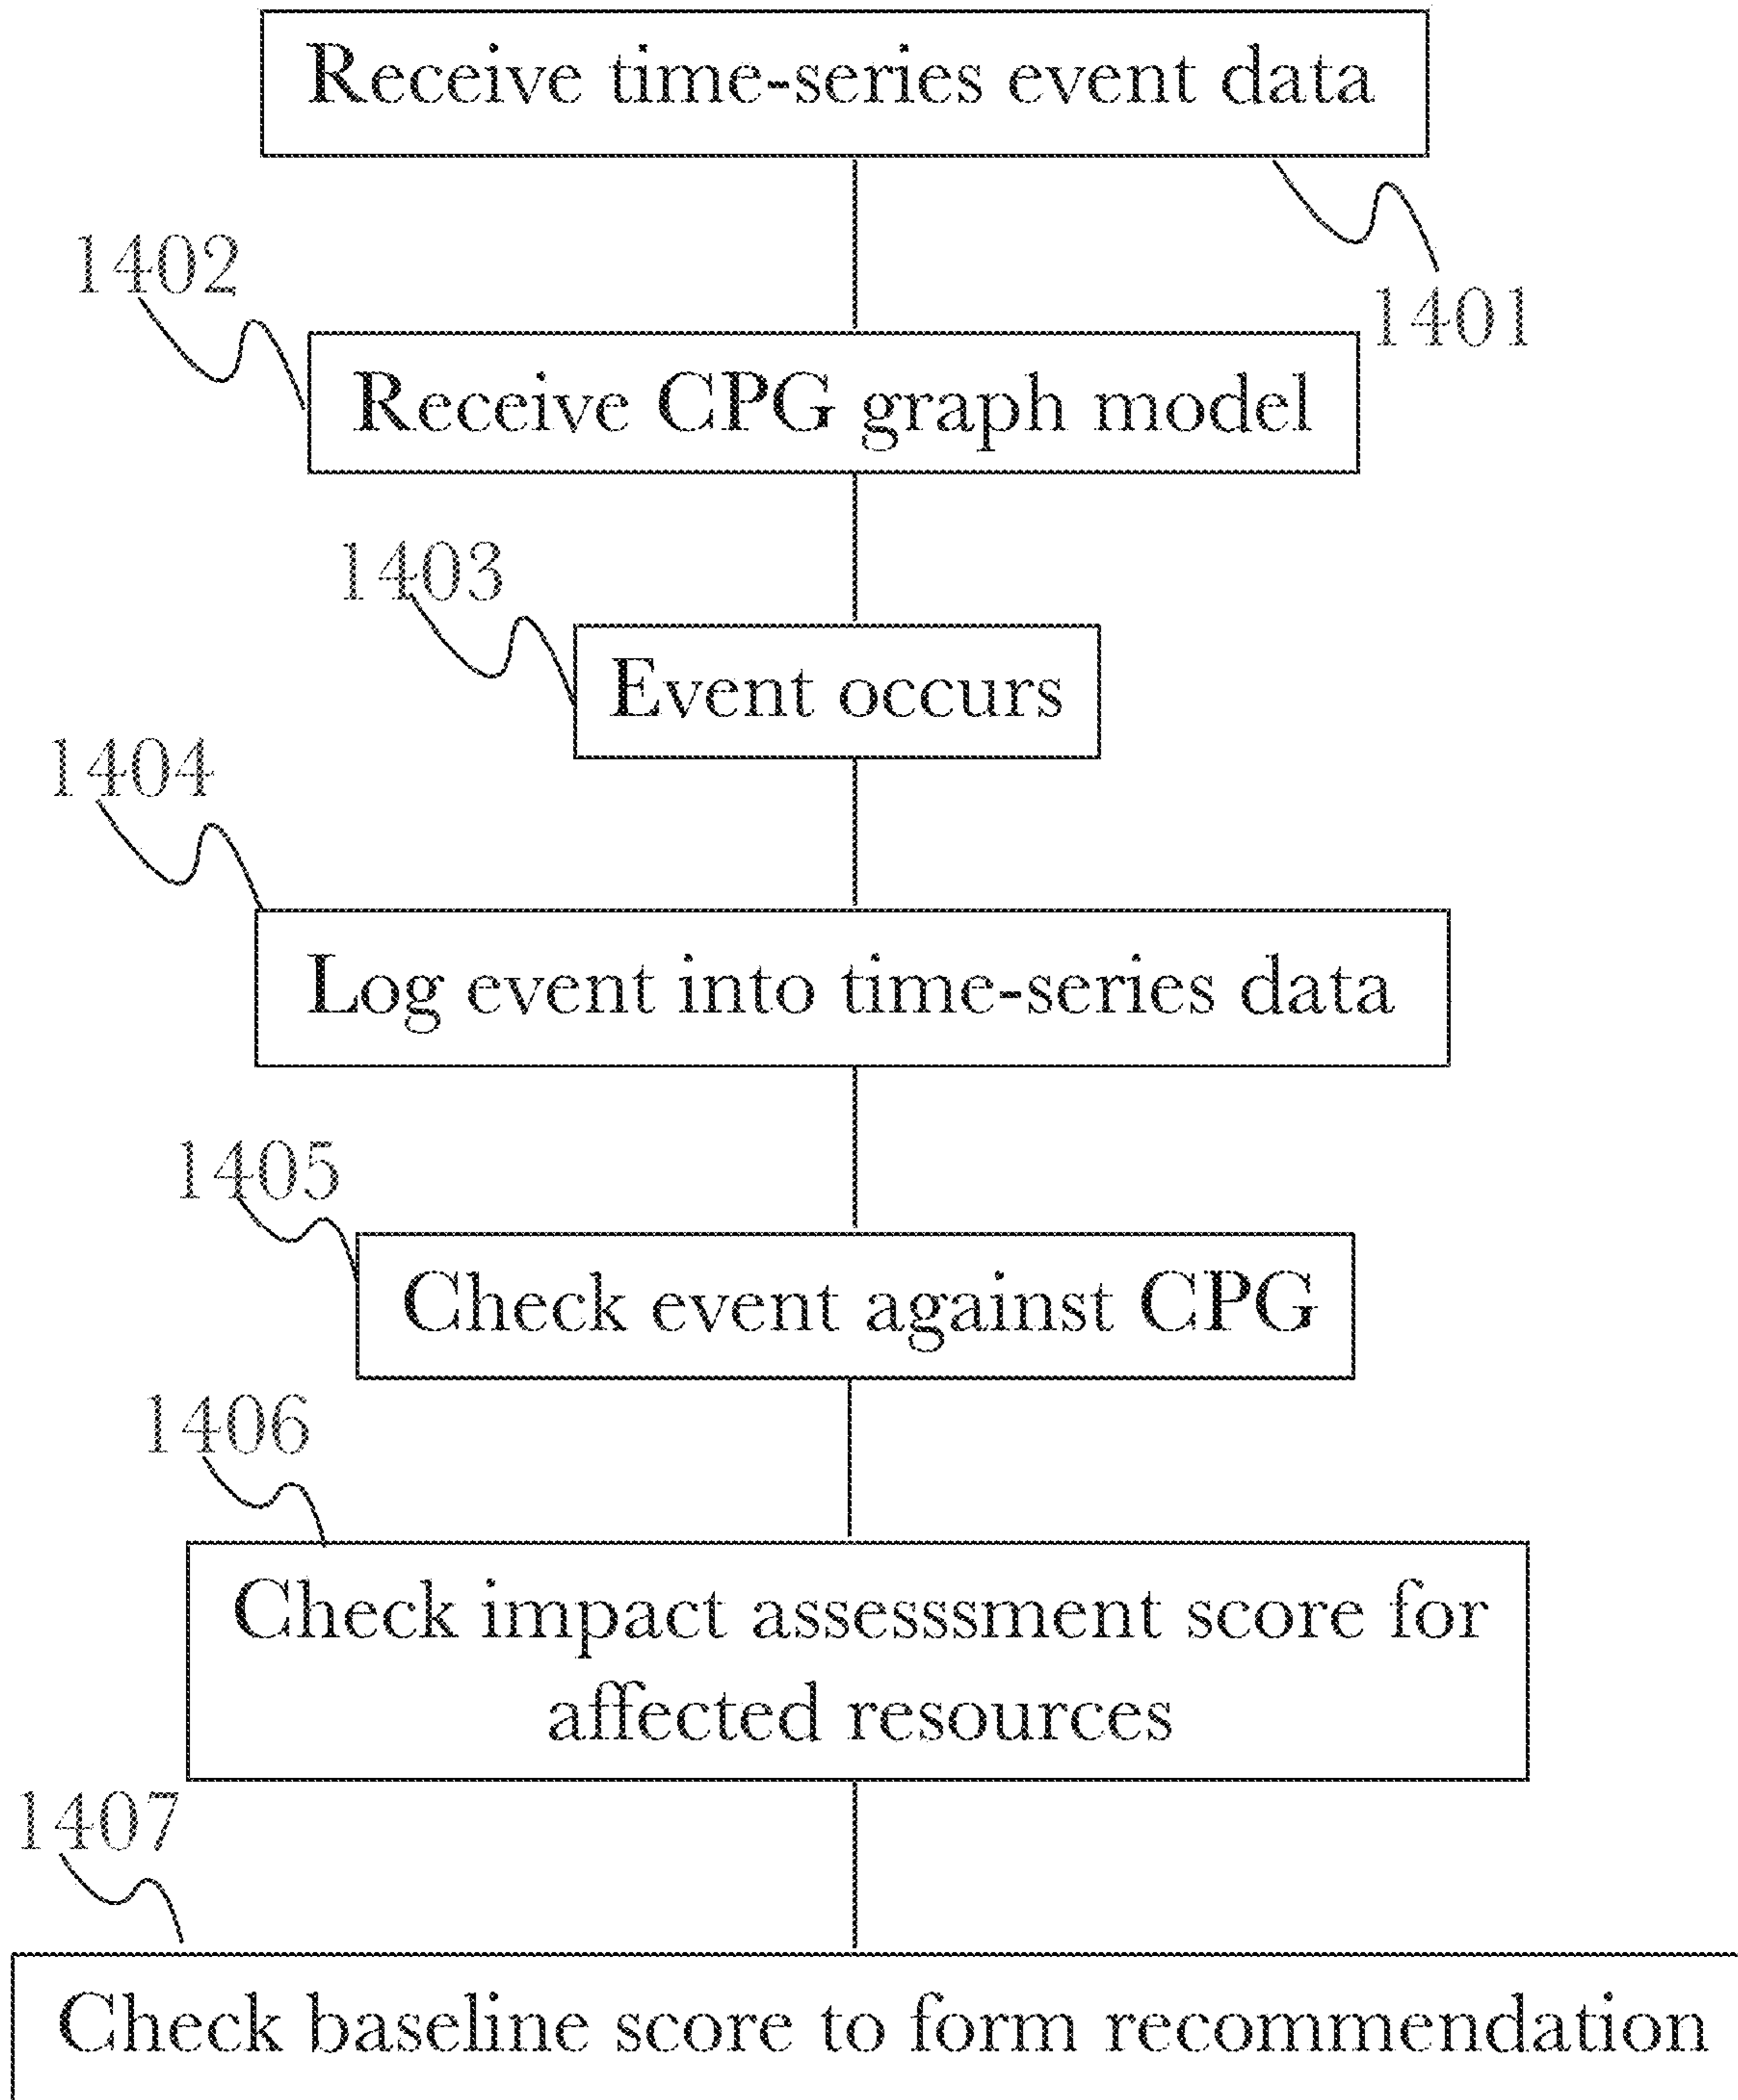 Receive time-series event data
1401
1402
Receive CPG graph model
1403
Event occurs
1404
Log event into time-series data
1405
Check event against CPG
1406
Check impact assesssment score for
affected resources
1407
Check baseline score to form recommendation